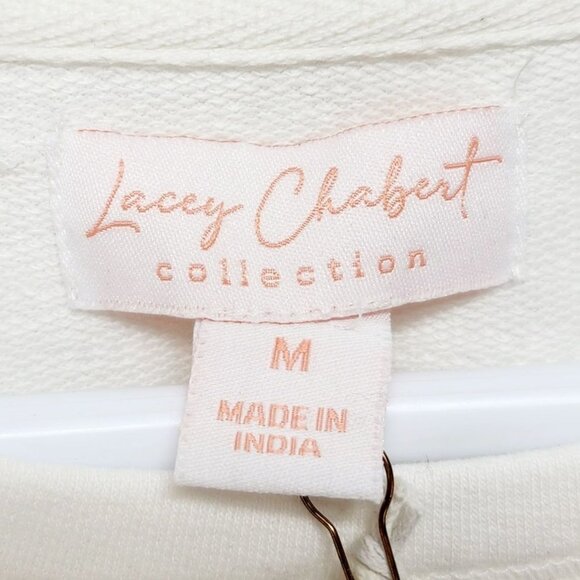 Lacey Chabert
collection
M
MADE IN
INDIA